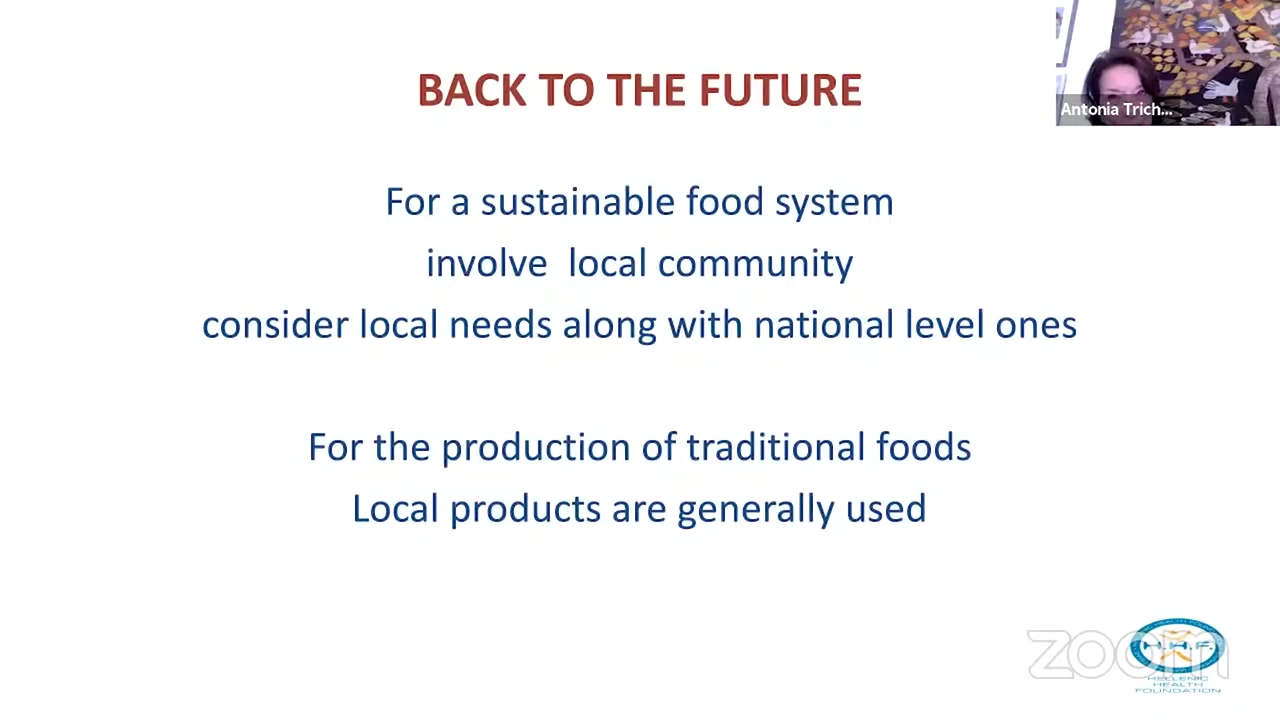 BACK TO THE FUTURE
Antonia Trich...
For a sustainable food system
involve local community
consider local needs along with national level ones
For the production of traditional foods
Local products are generally used
zoom
H.H.F.
HELLENIC
HEALTH
FOUNDATION